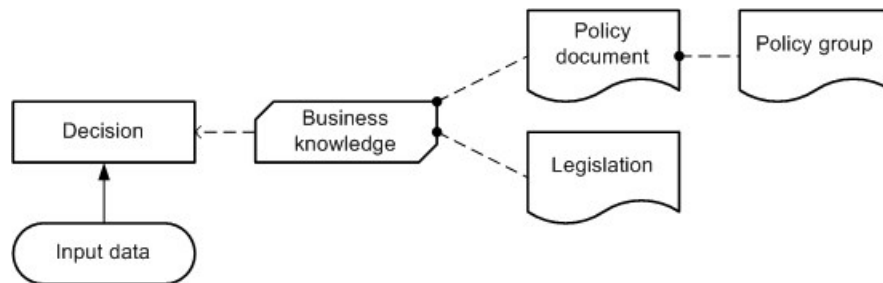 Policy
document
Policy group
Decision
Business
knowledge
Legislation
Input data